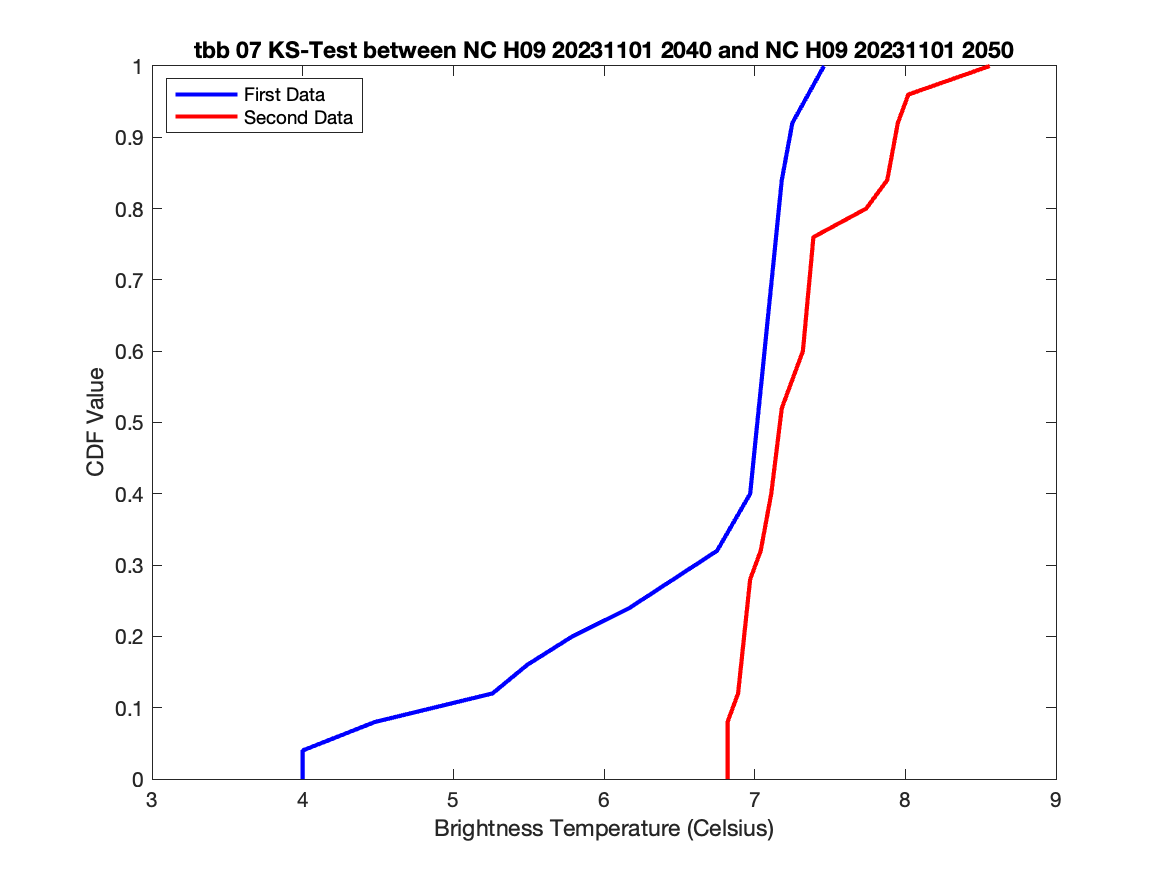 tbb 07 KS-Test between NC H09 20231101 2040 and NC H09 20231101 2050
First Data
Second Data
1
0.9
0.8
0.7
0.6
0.5
0.4
0.3
0.2
0.1
0
CDF Value
3 4 5 6 7 8 9
Brightness Temperature (Celsius)